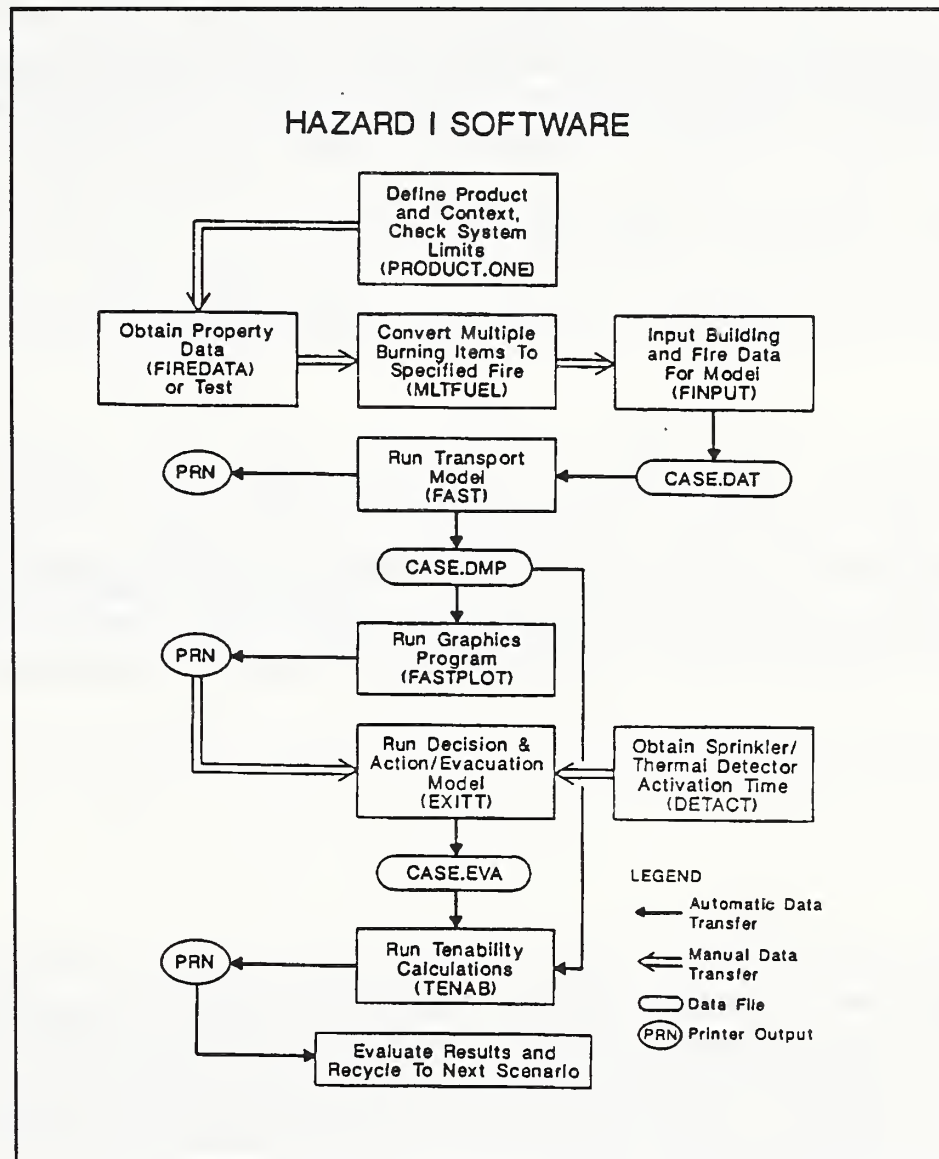 HAZARD I SOFTWARE
Define Product
and Context,
Check System
Limits
(PRODUCT.ONE)
Obtain Property
Data
(FIREDATA)
or Test
Convert Multiple
Burning Items To
Specified Fire
(MLTFUEL)
Input Building
and Fire Data
For Model
(FINPUT)
PRN
Run Transport
Model
(FAST)
CASE.DAT
CASE.DMP
PRN
Run Graphics
Program
(FASTPLOT)
Run Decision &
Action/Evacuation
Model
(EXITT)
Obtain Sprinkler/
Thermal Detector
Activation Time
(DETACT)
CASE.EVA
PRN
Run Tenability
Calculations
(TENAB)
Evaluate Results and
Recycle To Next Scenario
LEGEND
Automatic Data
Transfer
Manual Data
Transfer
Data File
PRN Printer Output